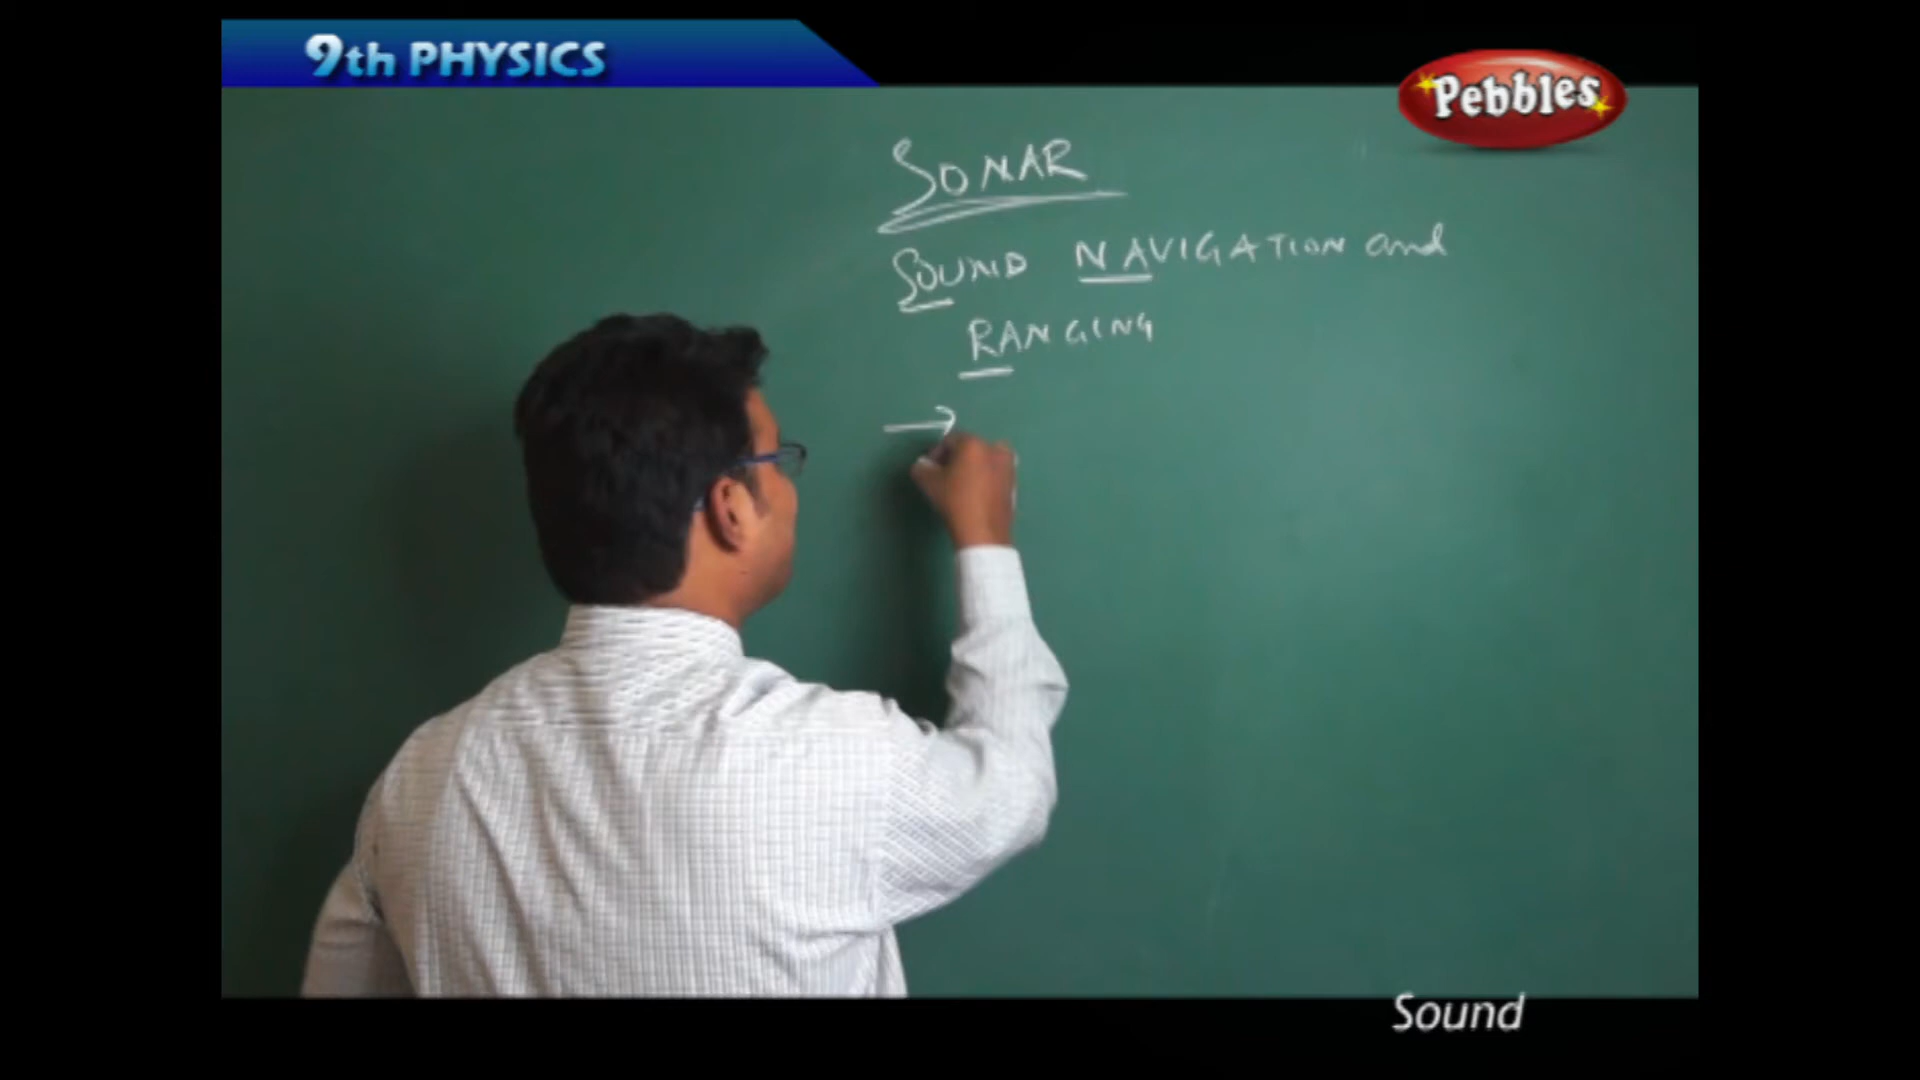 9th PHYSICS
Pebbles
SONAR
SOUND NAVIGATION and
RANGING
Sound